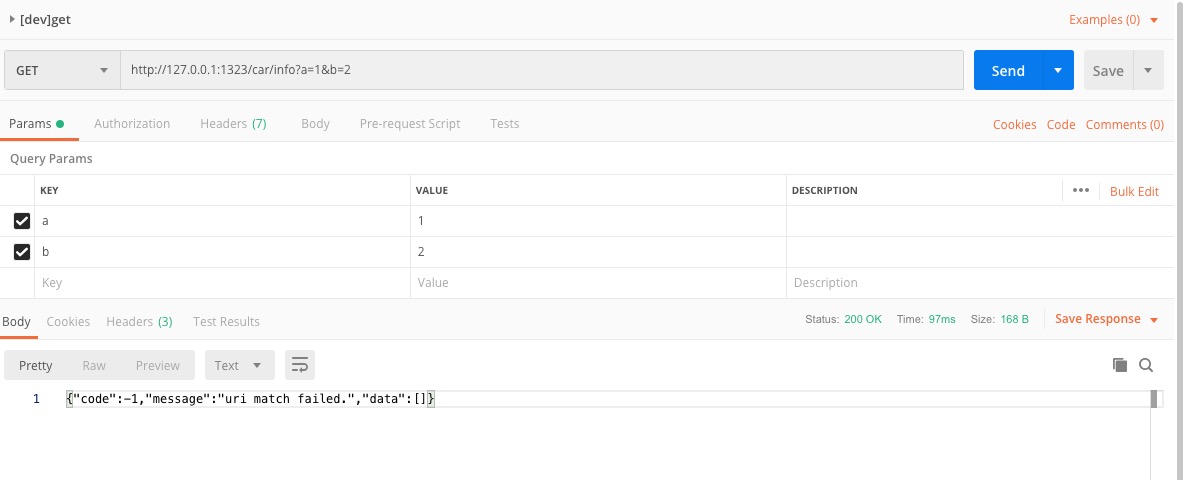 [dev]get
Examples (0)
GET
http://127.0.0.1:1323/car/info?a=1&b=2
Send
Save
Params
Authorization
Headers (7)
Body
Pre-request Script
Tests
Cookies
Code
Comments (0)
Query Params
KEY
VALUE
DESCRIPTION
Bulk Edit
a
1
b
2
Key
Value
Description
Body
Cookies
Headers (3)
Test Results
Status: 200 OK
Time: 97ms
Size: 168 B
Save Response
Pretty
Raw
Preview
Text
1
{"code":-1,"message":"uri match failed.","data":[]}